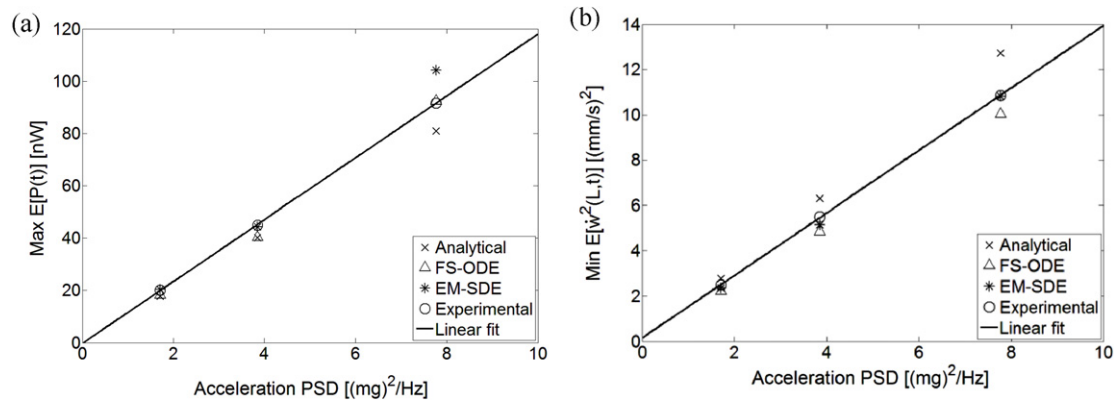 (a)
Max E[P(t)] [nW]
120
100
80
60
40
20
0
0 2 4 6 8 10
Acceleration PSD [(mg)²/Hz]
× Analytical
△ FS-ODE
* EM-SDE
○ Experimental
— Linear fit
(b)
Min E[ẇ²(L,t)] [(mm/s)²]
14
12
10
8
6
4
2
0
0 2 4 6 8 10
Acceleration PSD [(mg)²/Hz]
× Analytical
△ FS-ODE
* EM-SDE
○ Experimental
— Linear fit